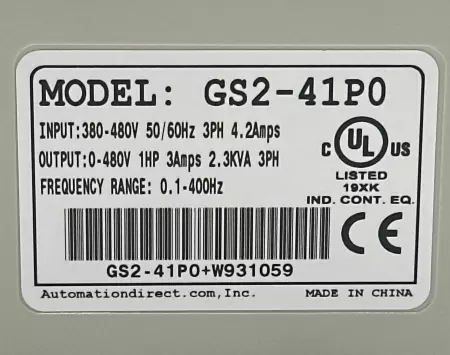 MODEL: GS2-41P0
INPUT:380-480V 50/60Hz 3PH 4.2Amps
OUTPUT:0-480V 1HP 3Amps 2.3KVA 3PH
FREQUENCY RANGE: 0.1-400Hz
C UL US
LISTED
19XK
IND. CONT. EQ.
CE
GS2-41P0+W931059
Automationdirect.com,Inc.
MADE IN CHINA